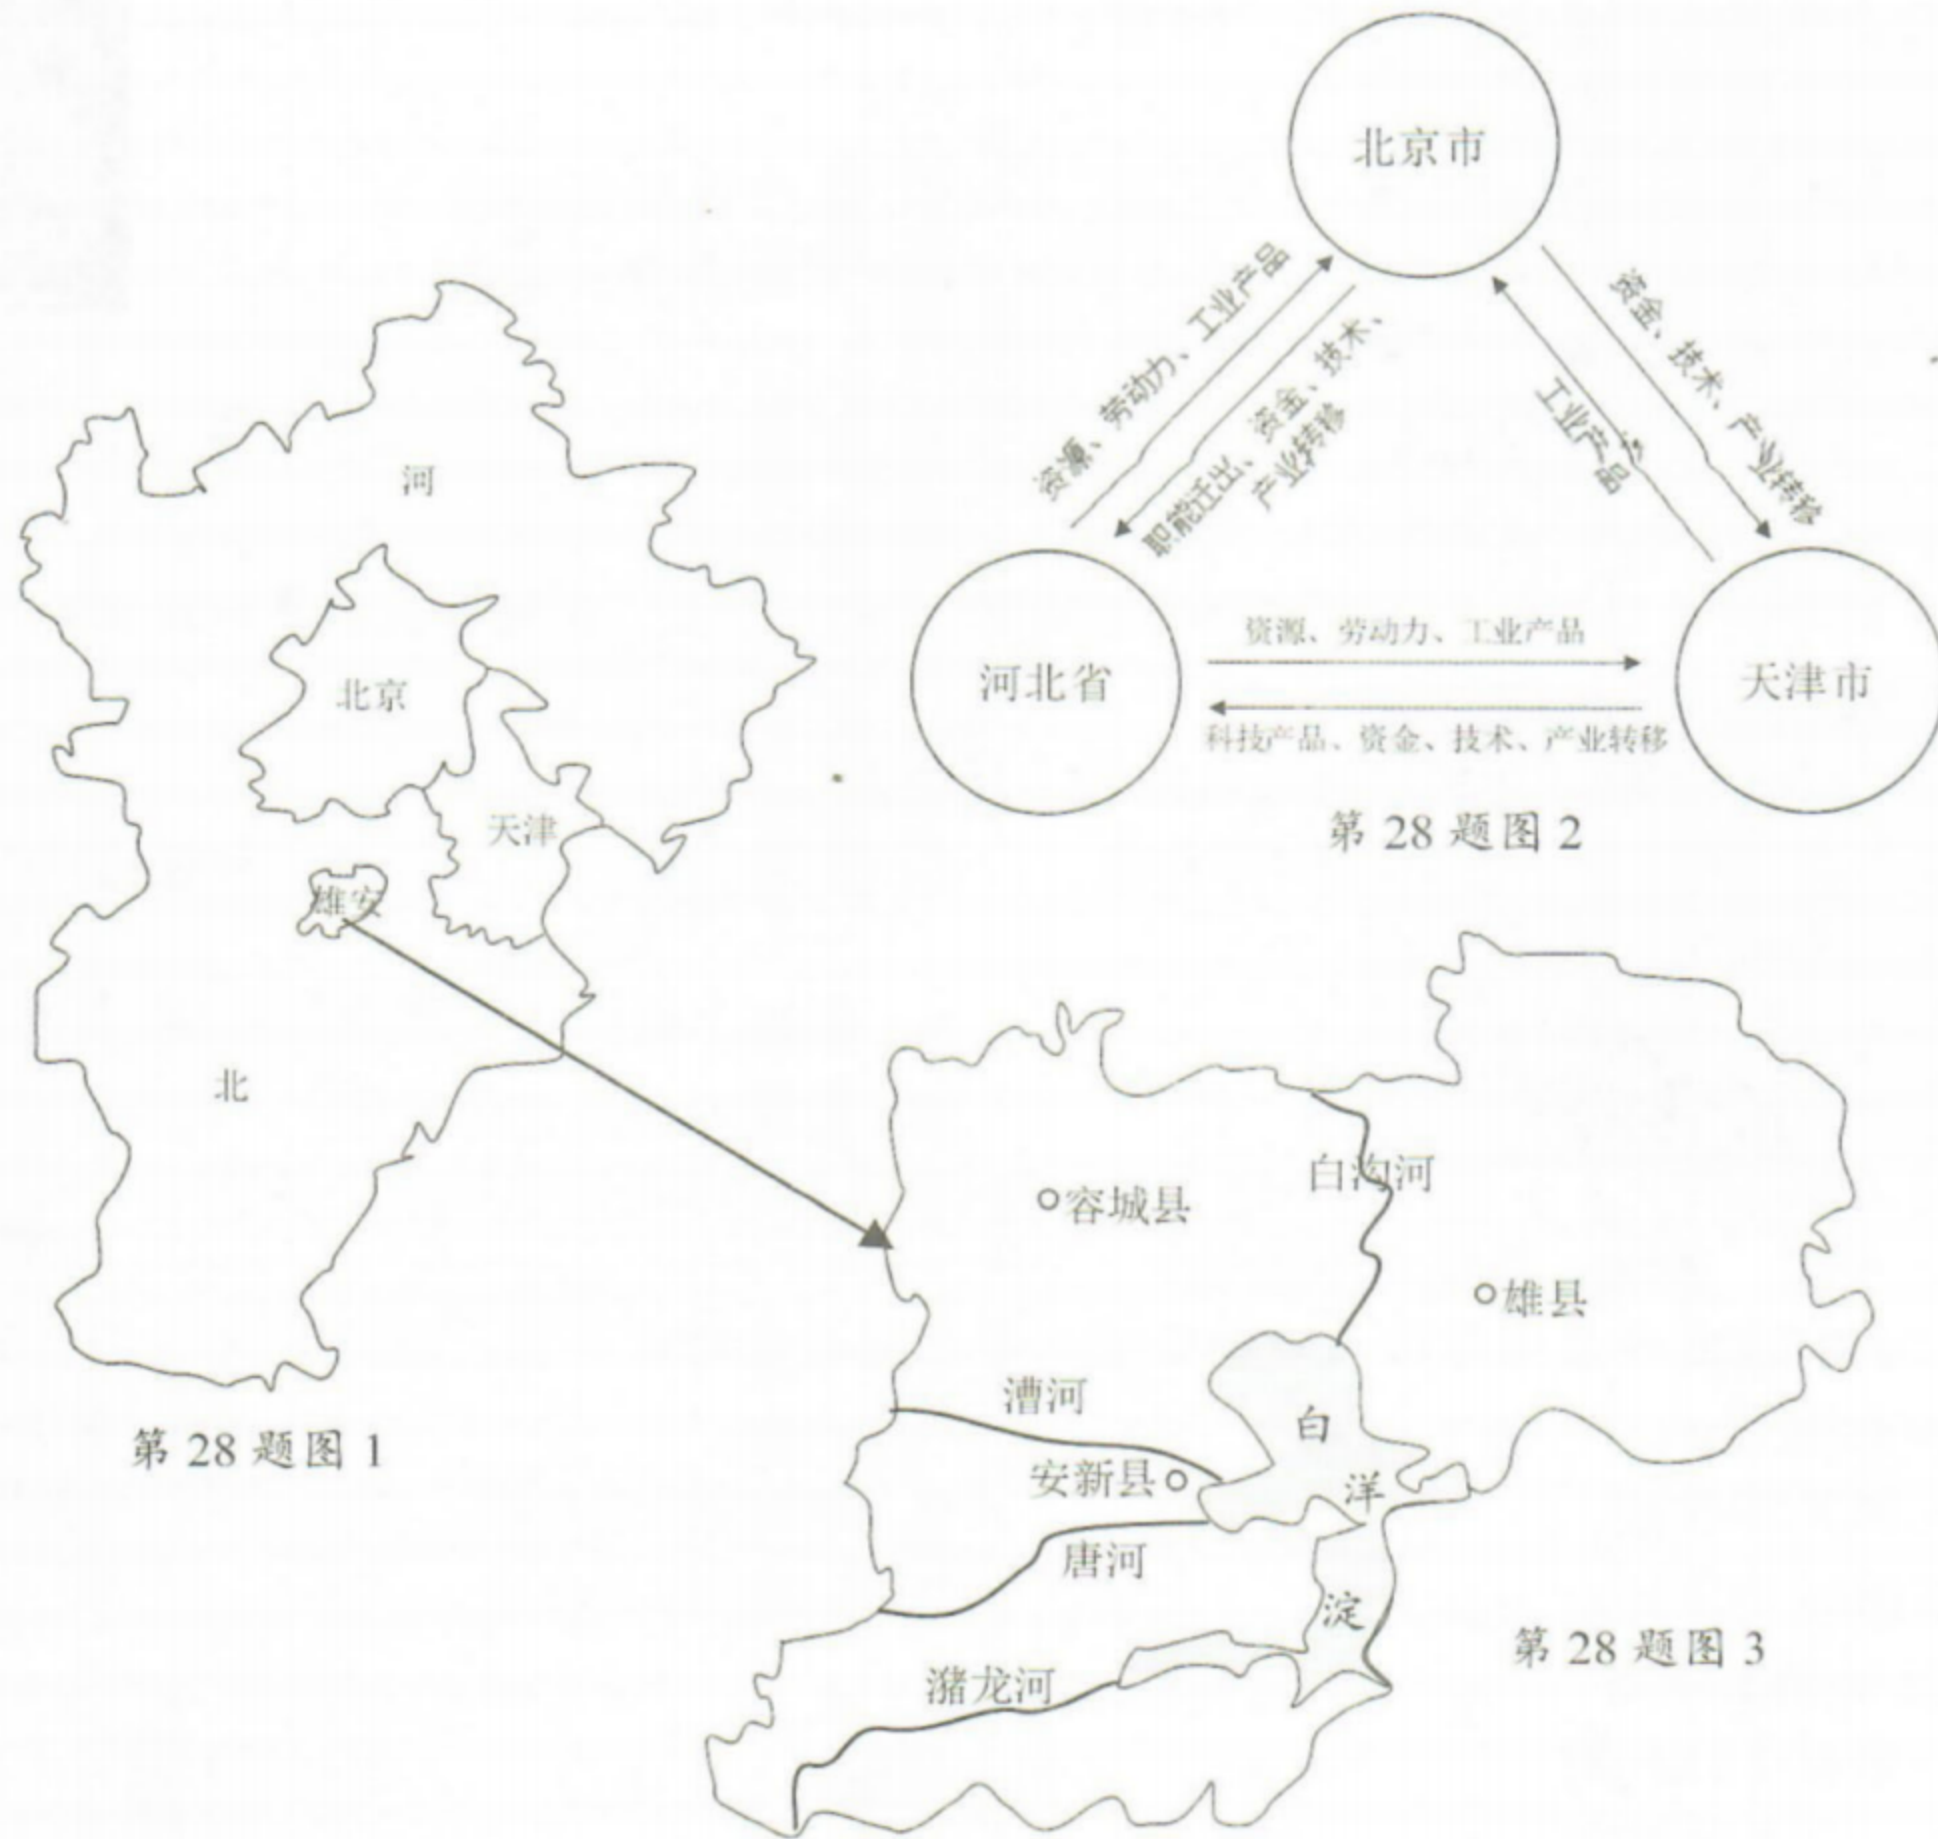 北京市
资源、劳动力、工业产品
职能迁出、资金、技术、
产业转移
资金、技术、产业转移
工业产品
河北省
天津市
资源、劳动力、工业产品
科技产品、资金、技术、产业转移
第 28 题图 2
河
北京
天津
雄安
北
第 28 题图 1
容城县
白沟河
雄县
漕河
安新县
唐河
潴龙河
白
洋
淀
第 28 题图 3